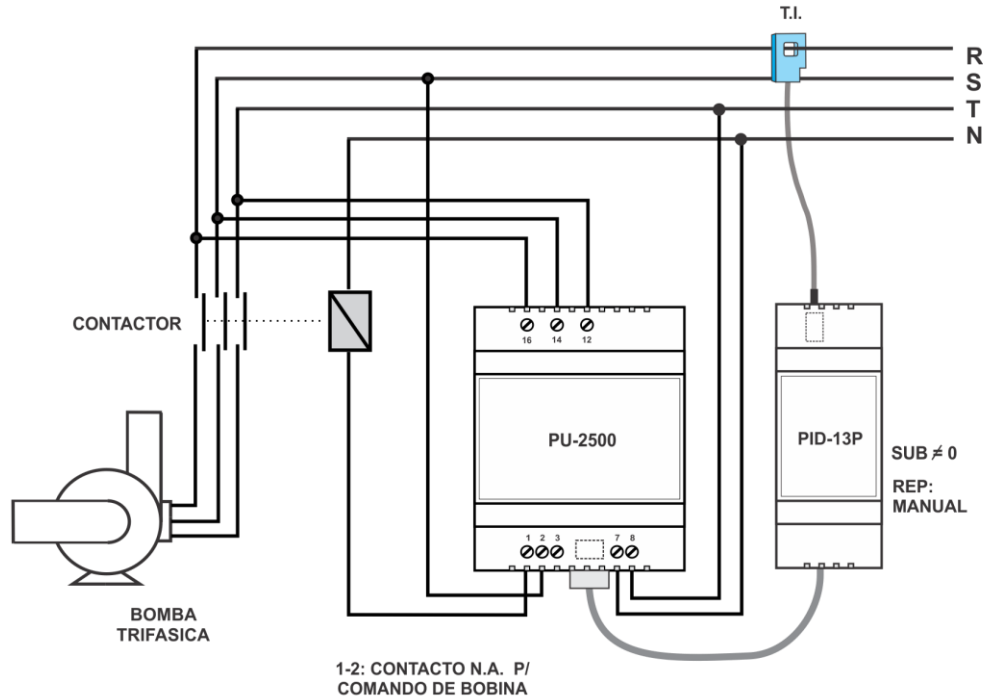 T.I.
R
S
T
N
CONTACTOR
16 14 12
PU-2500
PID-13P
SUB ≠ 0
REP:
MANUAL
1 2 3 7 8
BOMBA
TRIFASICA
1-2: CONTACTO N.A. P/
COMANDO DE BOBINA